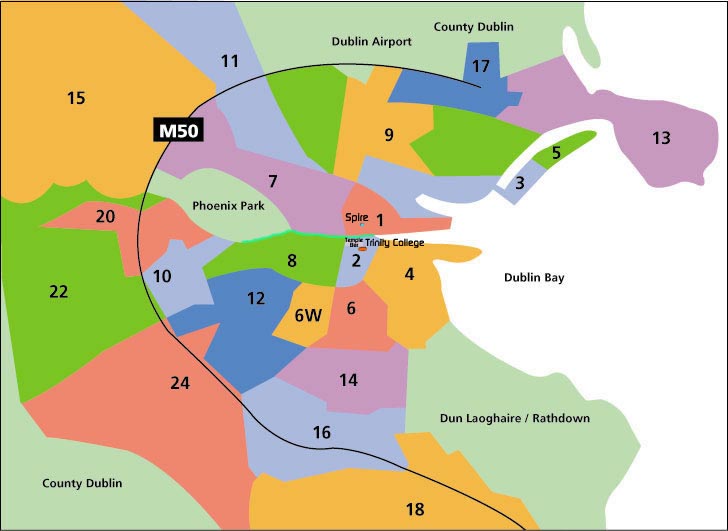 County Dublin
Dublin Airport
11
17
15
M50
9
13
5
7
3
Phoenix Park
20
Spire
1
Temple
Bar
Trinity College
8
2
10
4
Dublin Bay
22
12
6W
6
24
14
Dun Laoghaire / Rathdown
16
County Dublin
18